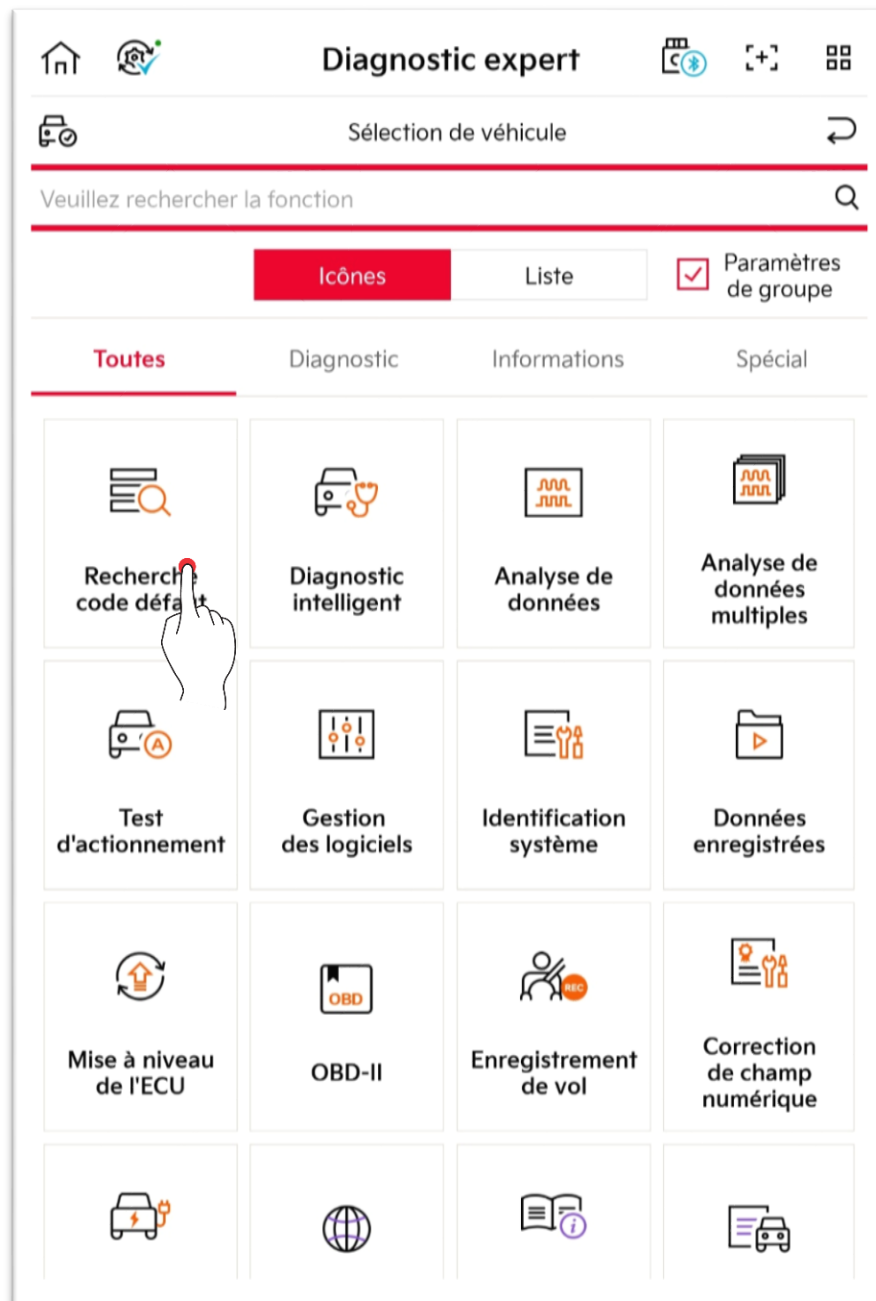 Diagnostic expert
Sélection de véhicule
Veuillez rechercher la fonction
Icônes
Liste
Paramètres
de groupe
Toutes
Diagnostic
Informations
Spécial
Recherche
code défaut
Diagnostic
intelligent
Analyse de
données
Analyse de
données
multiples
A
Test
d'actionnement
Gestion
des logiciels
Identification
système
Données
enregistrées
Mise à niveau
de l'ECU
OBD
OBD-II
REC
Enregistrement
de vol
Correction
de champ
numérique
i